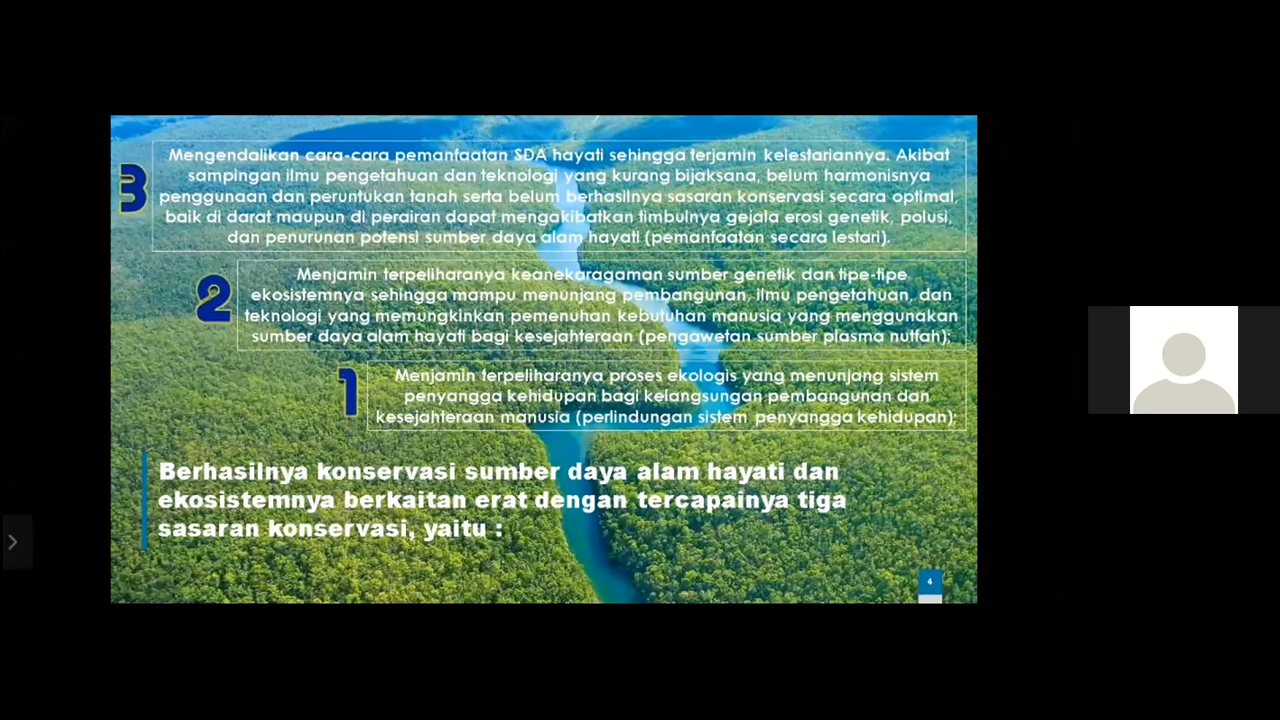 3
Mengendalikan cara-cara pemanfaatan SDA hayati sehingga terjamin kelestariannya. Akibat
sampingan ilmu pengetahuan dan teknologi yang kurang bijaksana, belum harmonisnya
penggunaan dan peruntukan tanah serta belum berhasilnya sasaran konservasi secara optimal,
baik di darat maupun di perairan dapat mengakibatkan timbulnya gejala erosi genetik, polusi,
dan penurunan potensi sumber daya alam hayati (pemanfaatan secara lestari).
2
Menjamin terpeliharanya keanekaragaman sumber genetik dan tipe-tipe
ekosistemnya sehingga mampu menunjang pembangunan, ilmu pengetahuan, dan
teknologi yang memungkinkan pemenuhan kebutuhan manusia yang menggunakan
sumber daya alam hayati bagi kesejahteraan (pengawetan sumber plasma nutfah);
1
Menjamin terpeliharanya proses ekologis yang menunjang sistem
penyangga kehidupan bagi kelangsungan pembangunan dan
kesejahteraan manusia (perlindungan sistem penyangga kehidupan);
Berhasilnya konservasi sumber daya alam hayati dan
ekosistemnya berkaitan erat dengan tercapainya tiga
sasaran konservasi, yaitu :
4